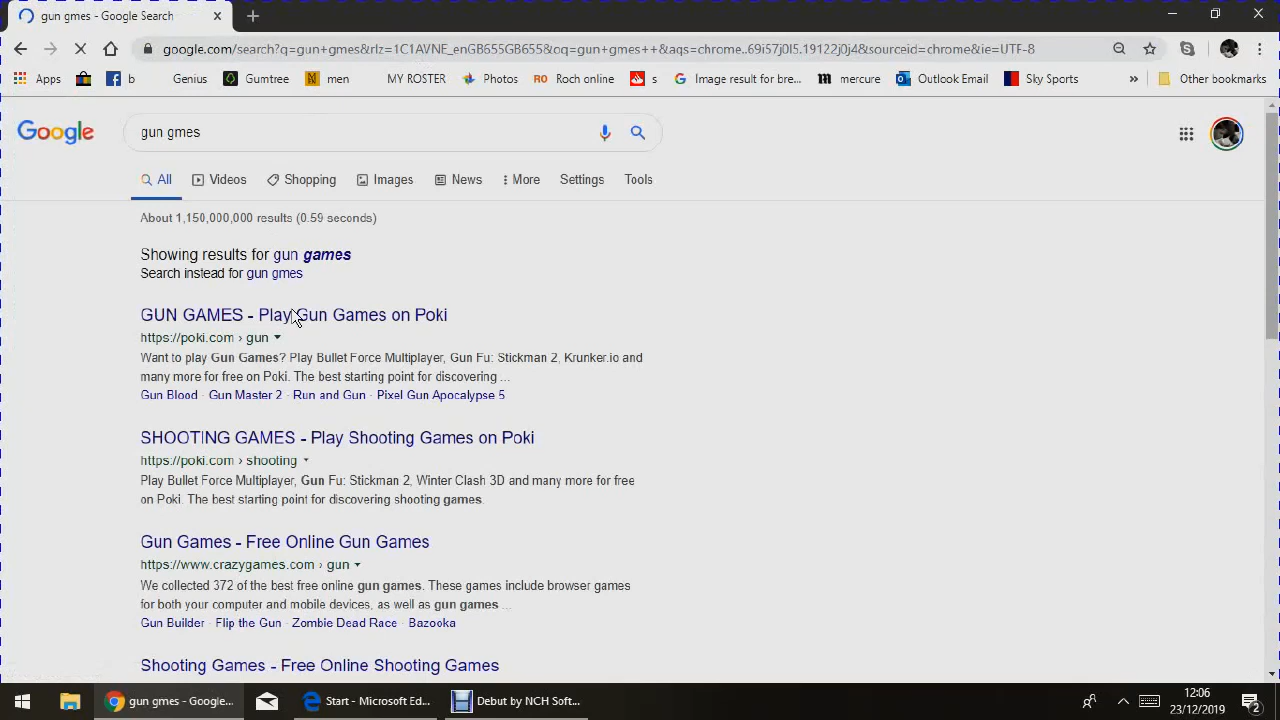 gun gmes - Google Search
google.com/search?q=gun+gmes&rlz=1C1AVNE_enGB655GB655&oq=gun+gmes++&aqs=chrome..69i57j0l5.19122j0j4&sourceid=chrome&ie=UTF-8
Apps b Genius Gumtree men MY ROSTER Photos RO Roch online s Image result for bre... mercure Outlook Email Sky Sports » Other bookmarks
Google gun gmes
All Videos Shopping Images News More Settings Tools
About 1,150,000,000 results (0.59 seconds)
Showing results for gun games
Search instead for gun gmes
GUN GAMES - Play Gun Games on Poki
https://poki.com › gun
Want to play Gun Games? Play Bullet Force Multiplayer, Gun Fu: Stickman 2, Krunker.io and
many more for free on Poki. The best starting point for discovering ...
Gun Blood · Gun Master 2 · Run and Gun · Pixel Gun Apocalypse 5
SHOOTING GAMES - Play Shooting Games on Poki
https://poki.com › shooting
Play Bullet Force Multiplayer, Gun Fu: Stickman 2, Winter Clash 3D and many more for free
on Poki. The best starting point for discovering shooting games.
Gun Games - Free Online Gun Games
https://www.crazygames.com › gun
We collected 372 of the best free online gun games. These games include browser games
for both your computer and mobile devices, as well as gun games ...
Gun Builder · Flip the Gun · Zombie Dead Race · Bazooka
Shooting Games - Free Online Shooting Games
gun gmes - Google... Start - Microsoft Ed... Debut by NCH Soft... 12:06
23/12/2019 2